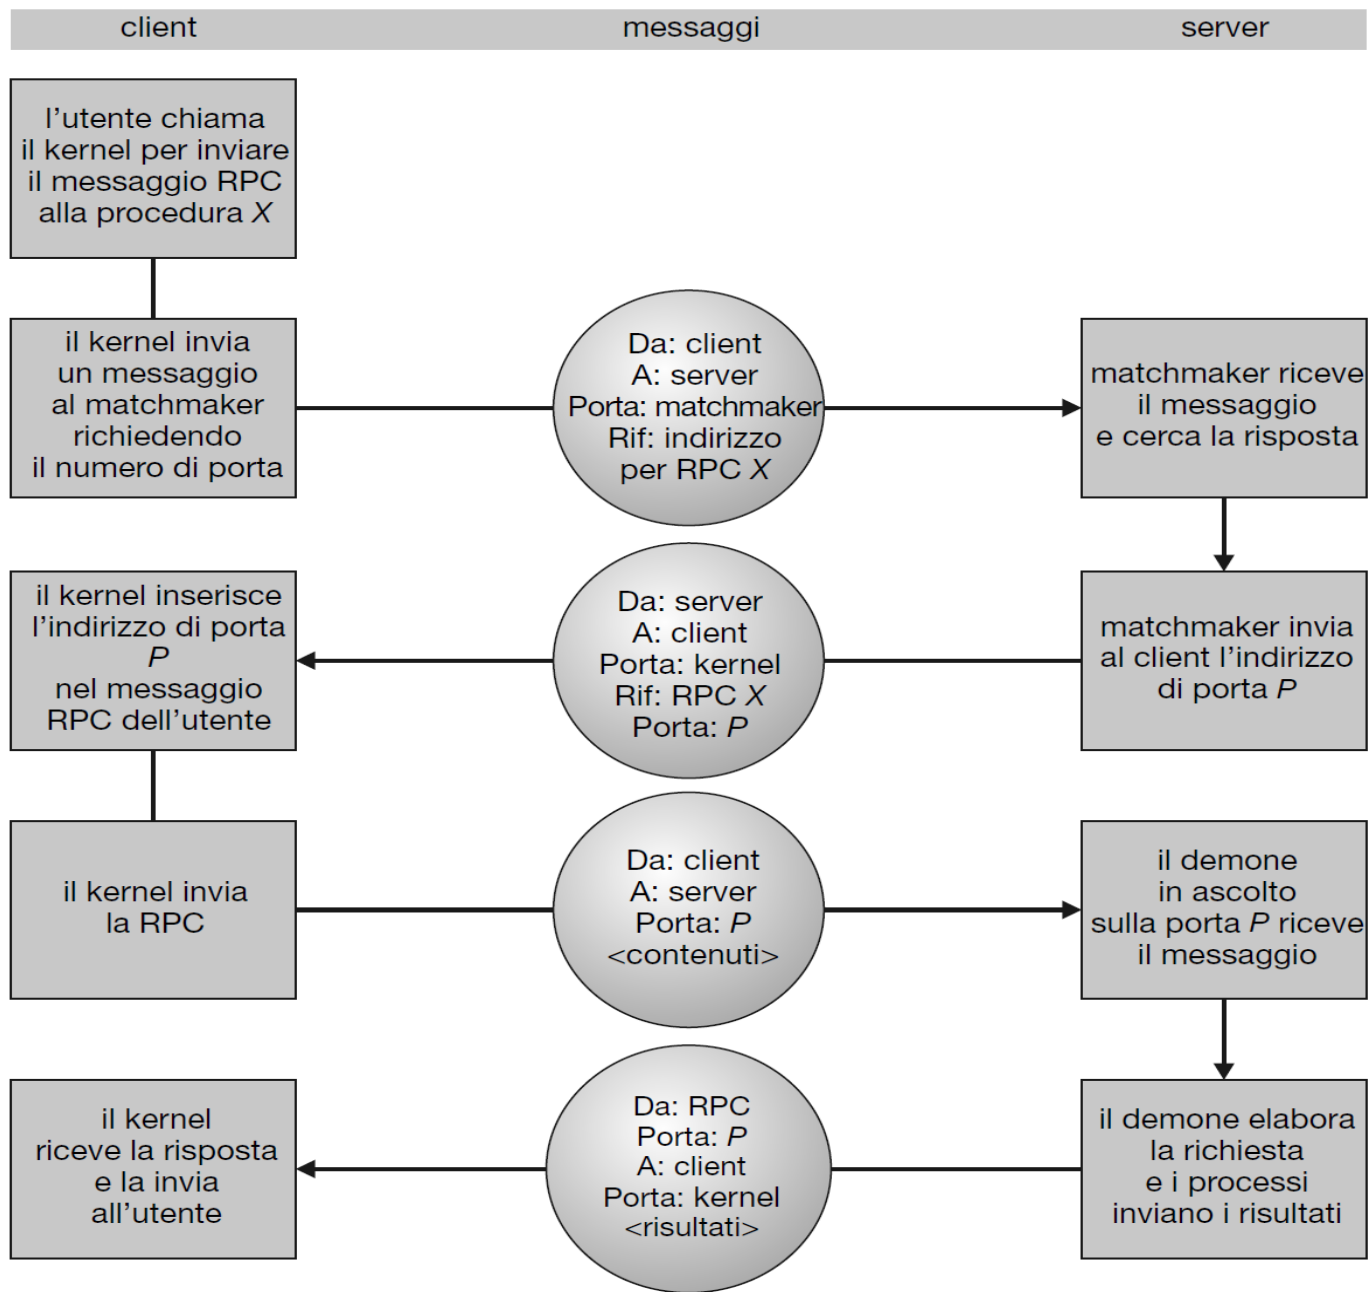 client
messaggi
server
l'utente chiama
il kernel per inviare
il messaggio RPC
alla procedura X
il kernel invia
un messaggio
al matchmaker
richiedendo
il numero di porta
Da: client
A: server
Porta: matchmaker
Rif: indirizzo
per RPC X
matchmaker riceve
il messaggio
e cerca la risposta
il kernel inserisce
l'indirizzo di porta
P
nel messaggio
RPC dell'utente
Da: server
A: client
Porta: kernel
Rif: RPC X
Porta: P
matchmaker invia
al client l'indirizzo
di porta P
il kernel invia
la RPC
Da: client
A: server
Porta: P
<contenuti>
il demone
in ascolto
sulla porta P riceve
il messaggio
il kernel
riceve la risposta
e la invia
all'utente
Da: RPC
Porta: P
A: client
Porta: kernel
<risultati>
il demone elabora
la richiesta
e i processi
inviano i risultati